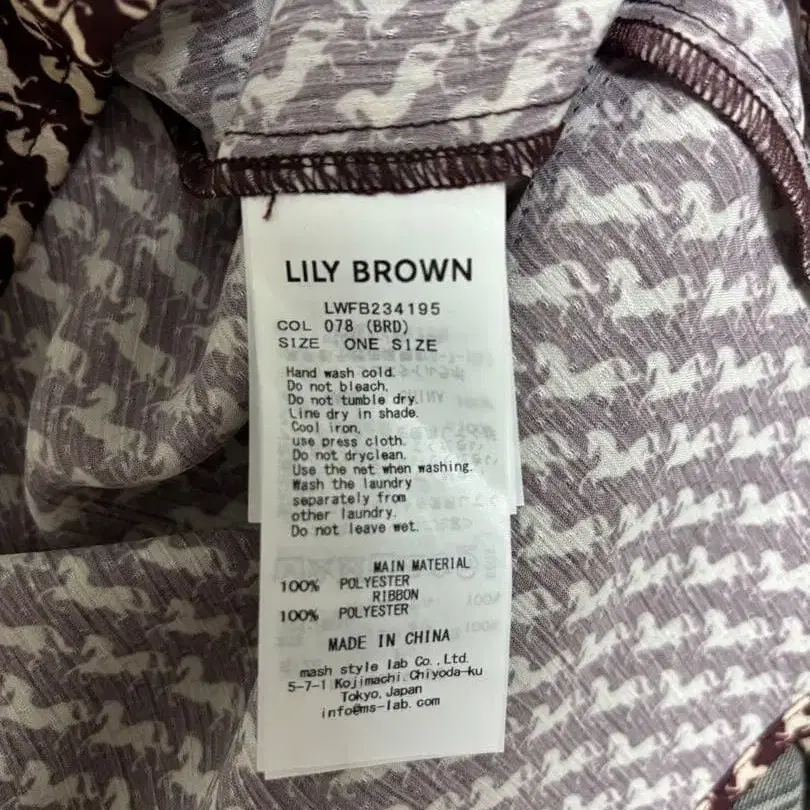 LILY BROWN
LWFB234195
COL 078 (BRD)
SIZE ONE SIZE
Hand wash cold.
Do not bleach.
Do not tumble dry.
Line dry in shade.
Cool iron,
use press cloth.
Do not dryclean.
Use the net when washing.
Wash the laundry
separately from
other laundry.
Do not leave wet.
MAIN MATERIAL
100% POLYESTER
RIBBON
100% POLYESTER
MADE IN CHINA
mash style lab Co.,Ltd.
5-7-1 Kojimachi,Chiyoda-ku
Tokyo,Japan
info@ms-lab.com